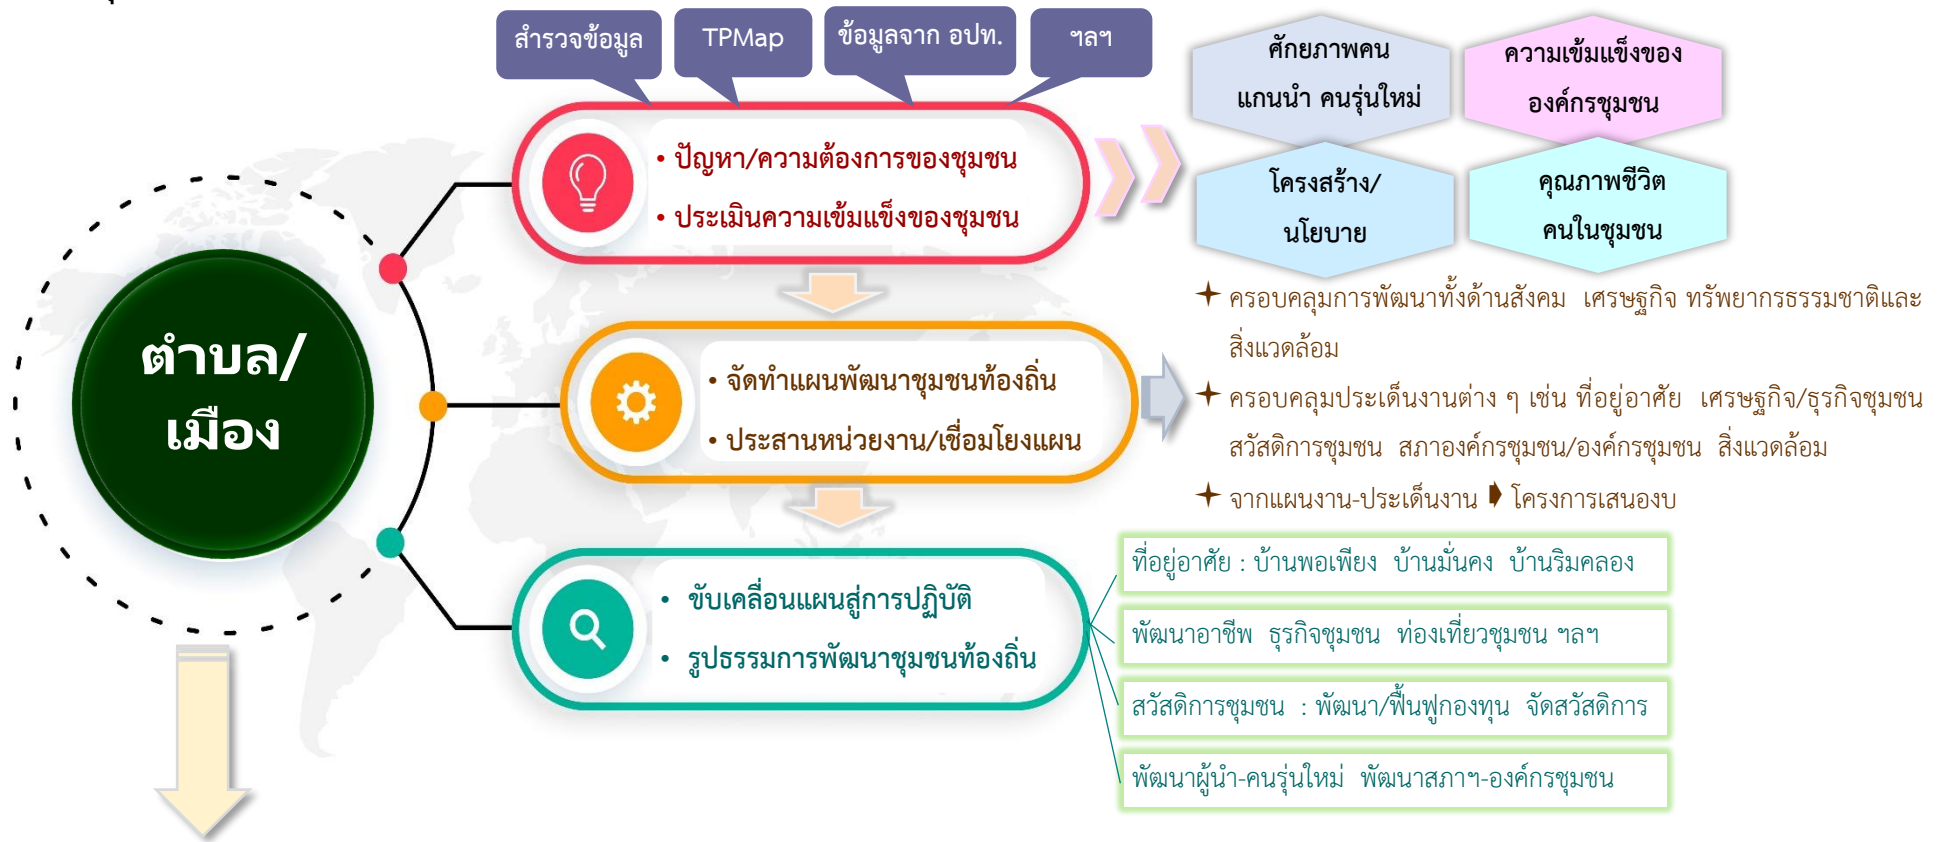 สำรวจข้อมูล
TPMap
ข้อมูลจาก อปท.
ฯลฯ
ศักยภาพคน
แกนนำ คนรุ่นใหม่
ความเข้มแข็งของ
องค์กรชุมชน
• ปัญหา/ความต้องการของชุมชน
• ประเมินความเข้มแข็งของชุมชน
โครงสร้าง/
นโยบาย
คุณภาพชีวิต
คนในชุมชน
ตำบล/
เมือง
• จัดทำแผนพัฒนาชุมชนท้องถิ่น
• ประสานหน่วยงาน/เชื่อมโยงแผน
ครอบคลุมการพัฒนาทั้งด้านสังคม เศรษฐกิจ ทรัพยากรธรรมชาติและ
สิ่งแวดล้อม
ครอบคลุมประเด็นงานต่าง ๆ เช่น ที่อยู่อาศัย เศรษฐกิจ/ธุรกิจชุมชน
สวัสดิการชุมชน สภาองค์กรชุมชน/องค์กรชุมชน สิ่งแวดล้อม
จากแผนงาน-ประเด็นงาน โครงการเสนองบ
• ขับเคลื่อนแผนสู่การปฏิบัติ
• รูปธรรมการพัฒนาชุมชนท้องถิ่น
ที่อยู่อาศัย : บ้านพอเพียง บ้านมั่นคง บ้านริมคลอง
พัฒนาอาชีพ ธุรกิจชุมชน ท่องเที่ยวชุมชน ฯลฯ
สวัสดิการชุมชน : พัฒนา/ฟื้นฟูกองทุน จัดสวัสดิการ
พัฒนาผู้นำ-คนรุ่นใหม่ พัฒนาสภาฯ-องค์กรชุมชน